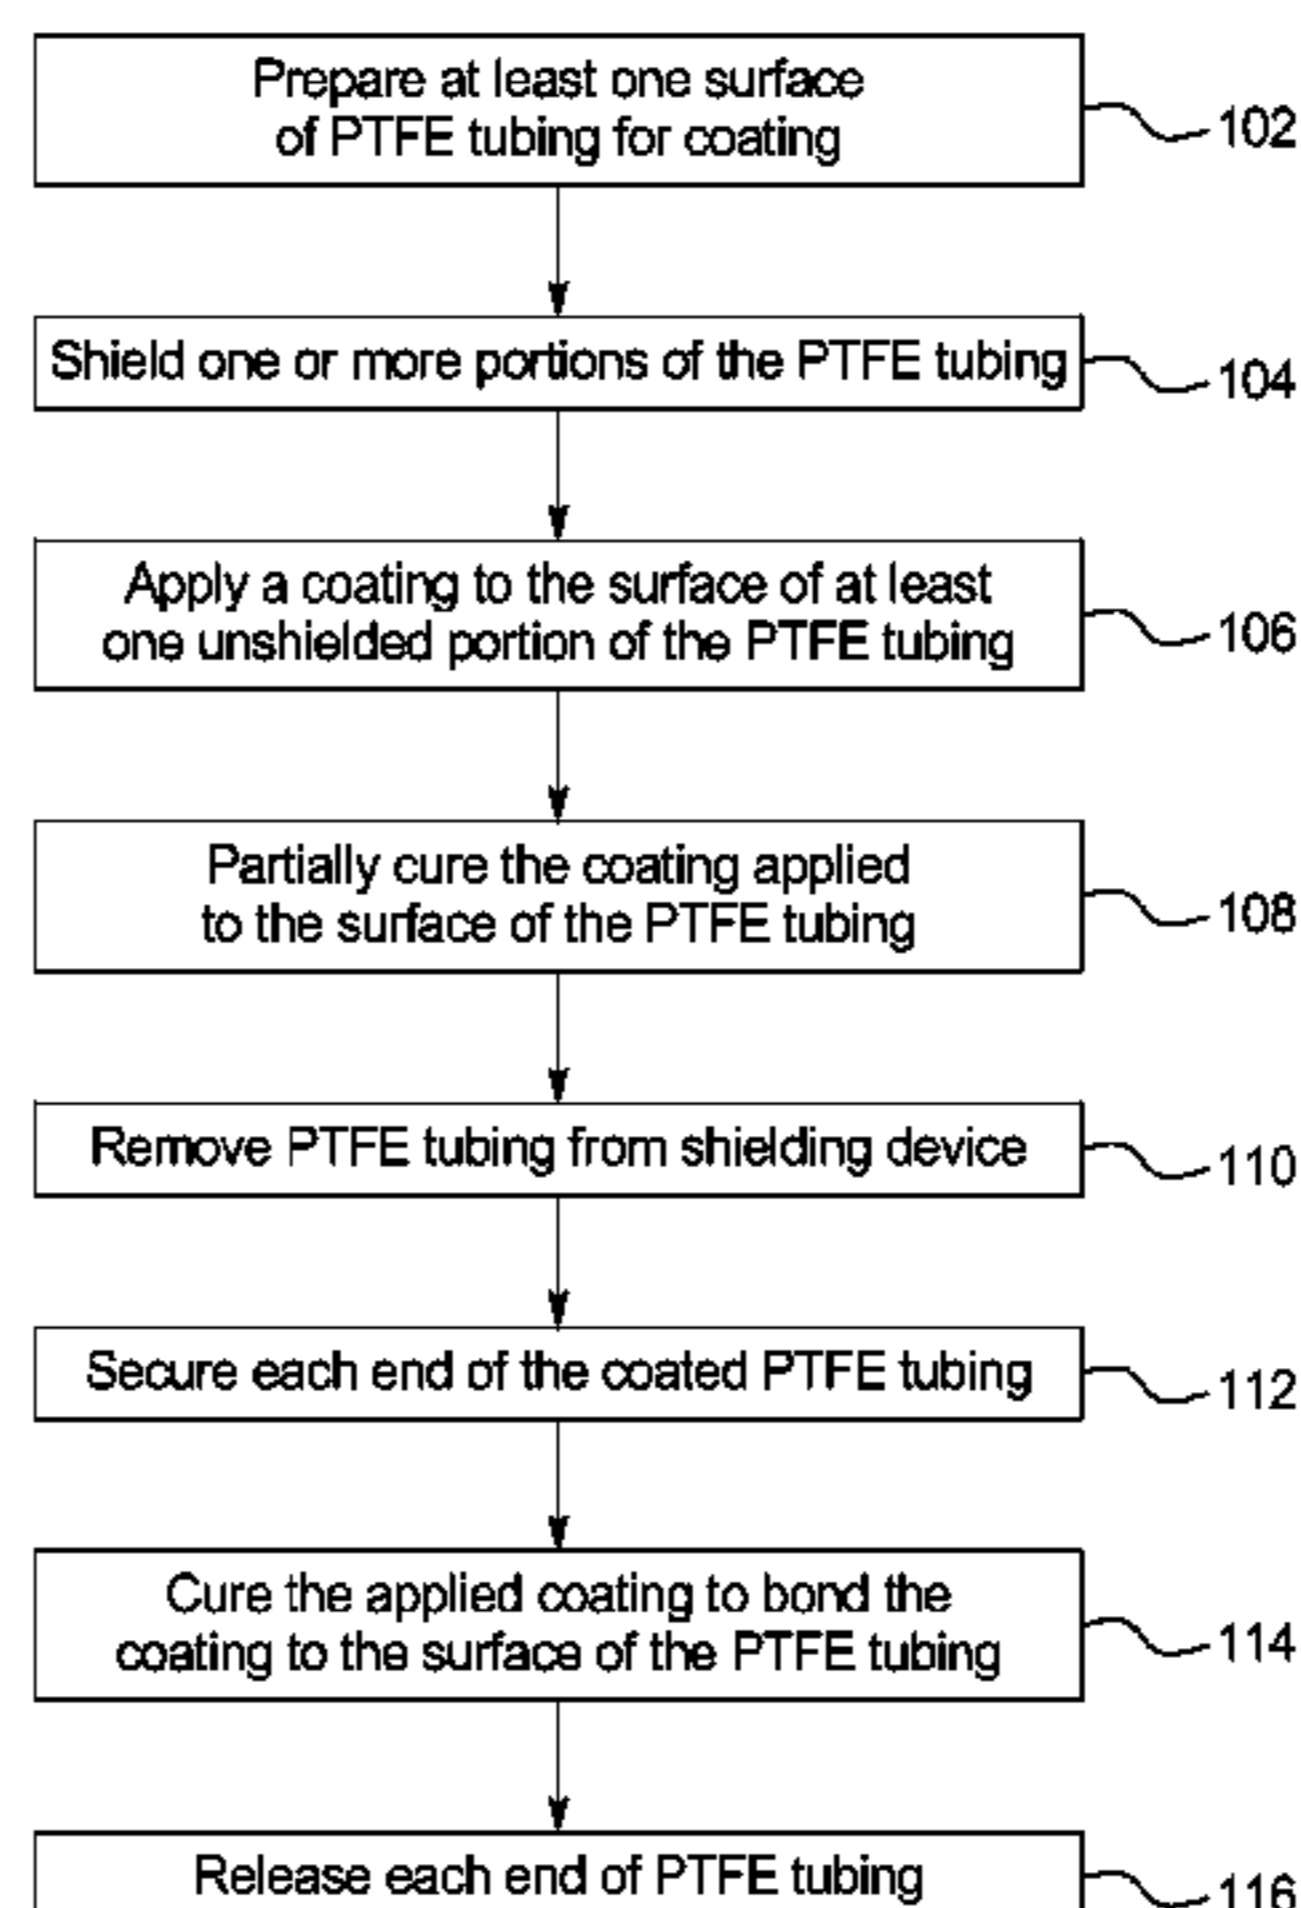 Prepare at least one surface
of PTFE tubing for coating
102
Shield one or more portions of the PTFE tubing
104
Apply a coating to the surface of at least
one unshielded portion of the PTFE tubing
106
Partially cure the coating applied
to the surface of the PTFE tubing
108
Remove PTFE tubing from shielding device
110
Secure each end of the coated PTFE tubing
112
Cure the applied coating to bond the
coating to the surface of the PTFE tubing
114
Release each end of PTFE tubing
116